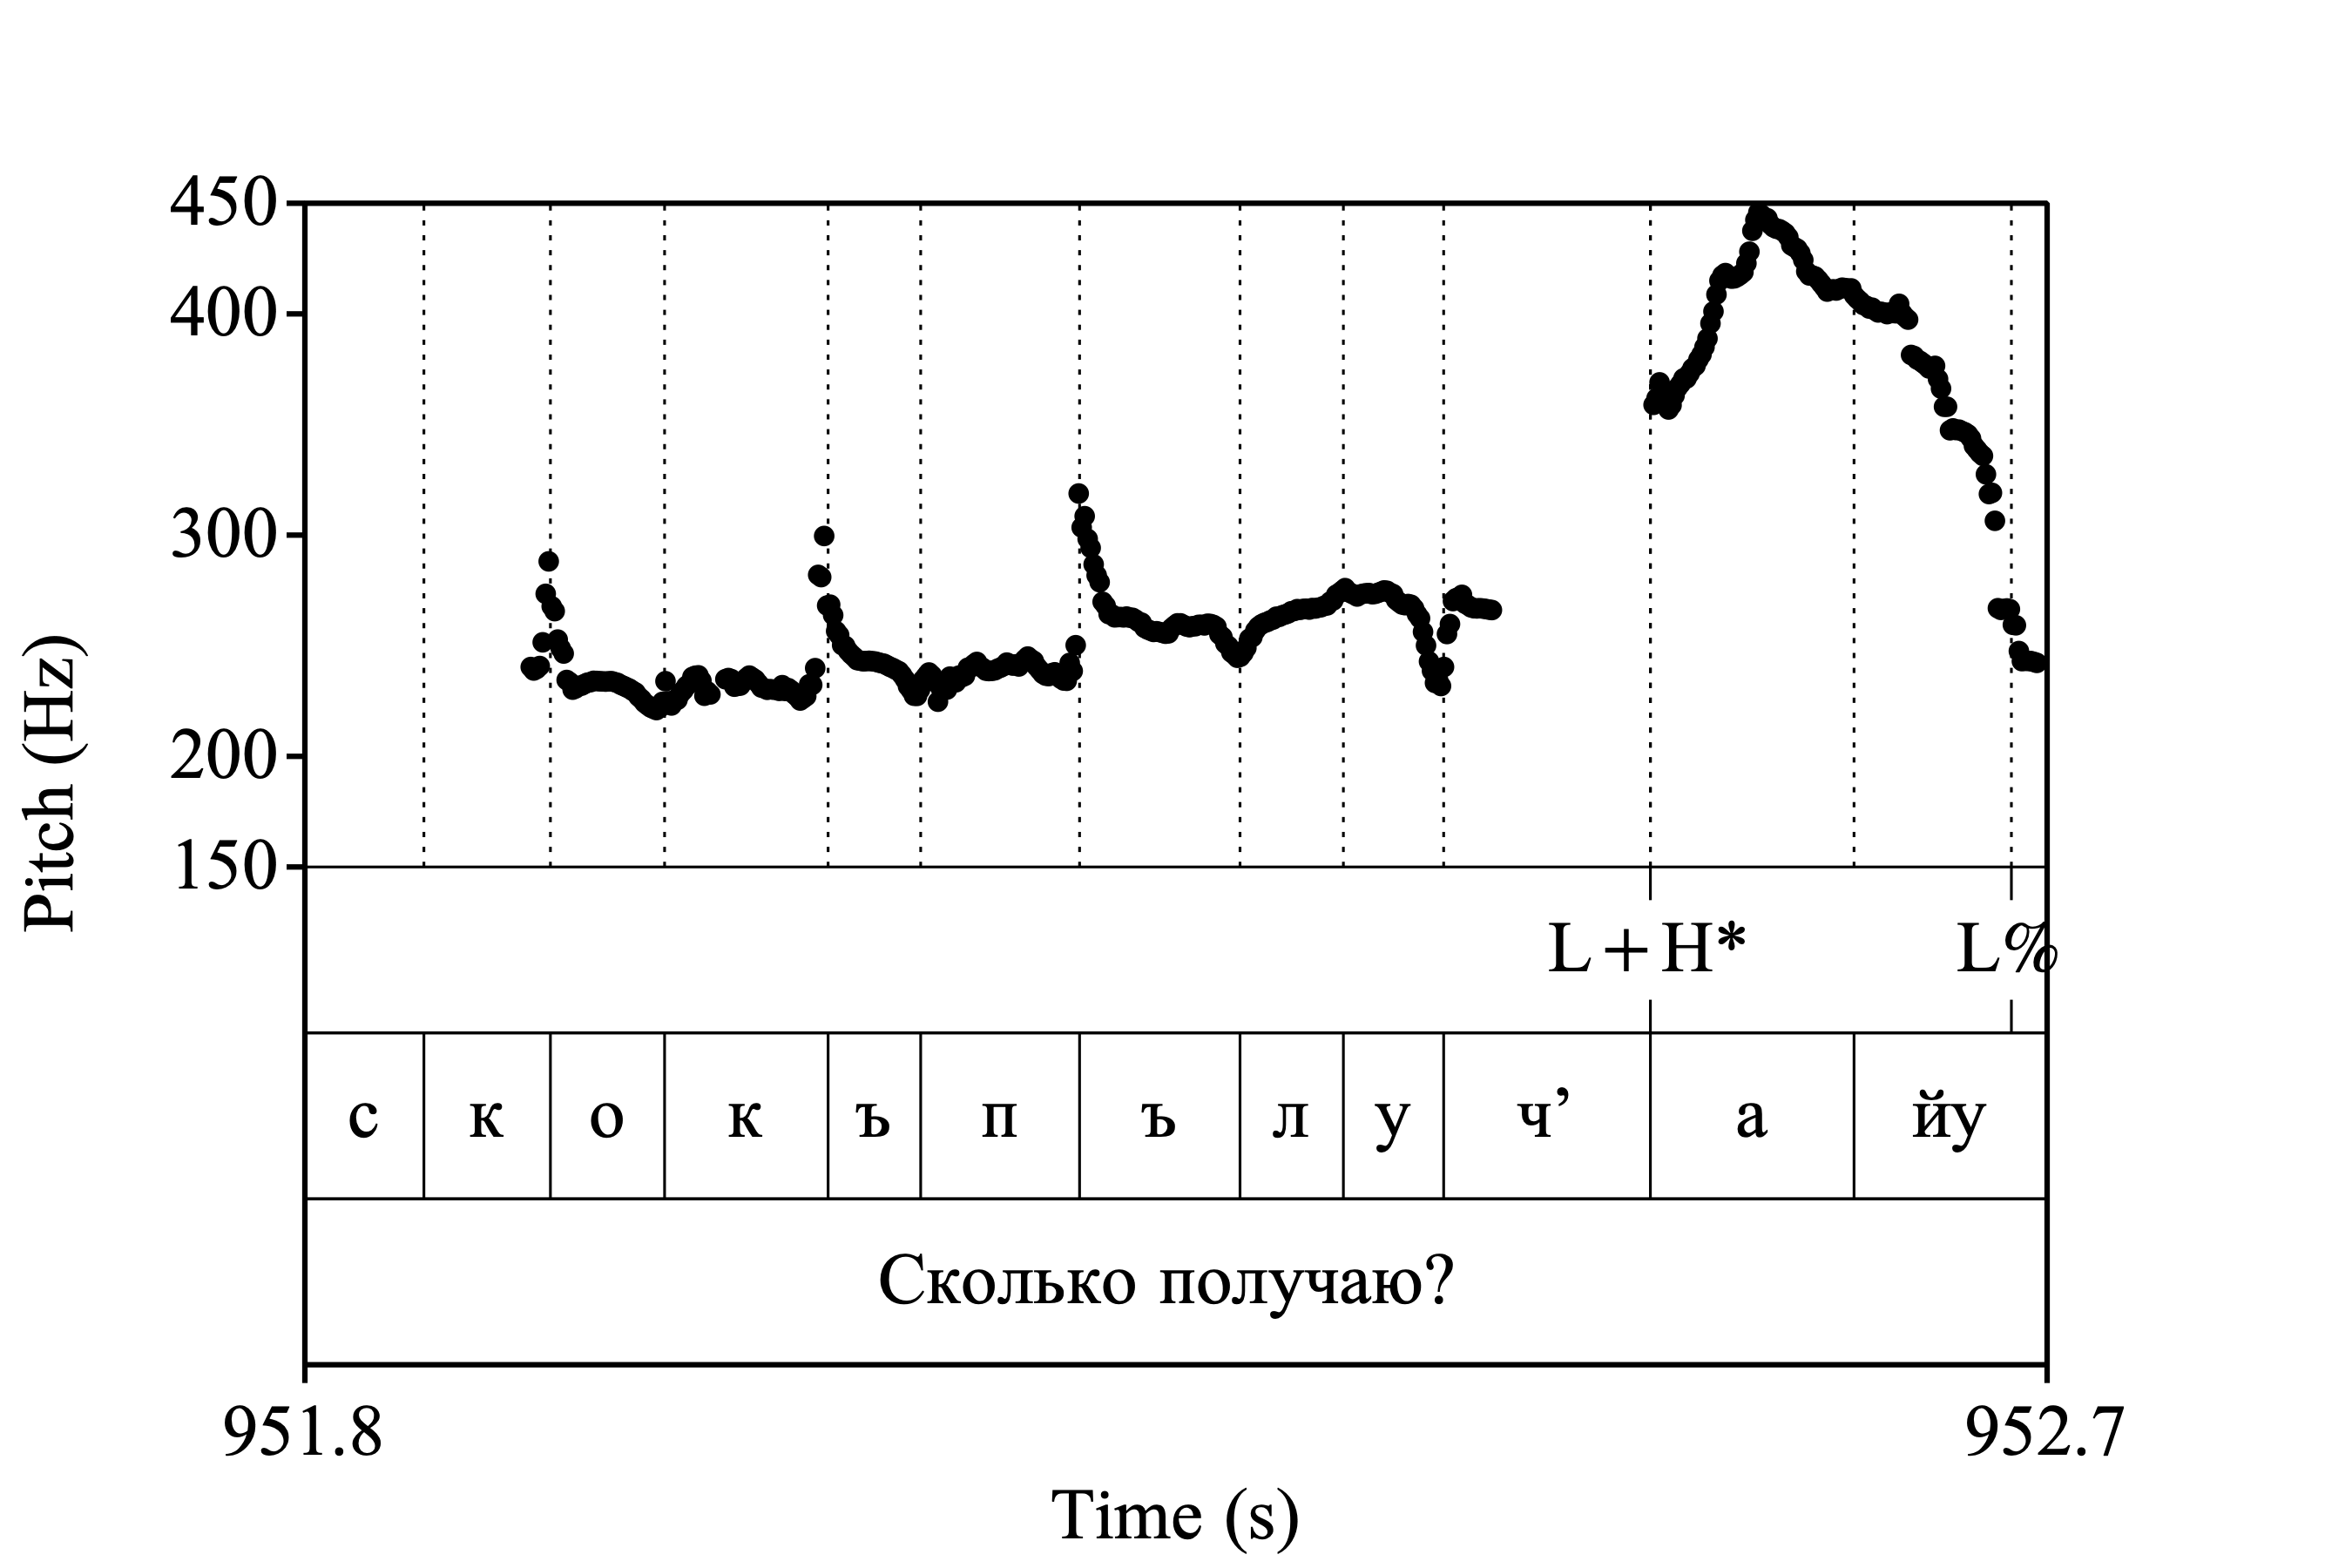 450
400
300
200
150
Pitch (Hz)
L + H* L%
с к о к ъ п ъ л у ч’ а йу
Сколько получаю?
951.8 952.7
Time (s)